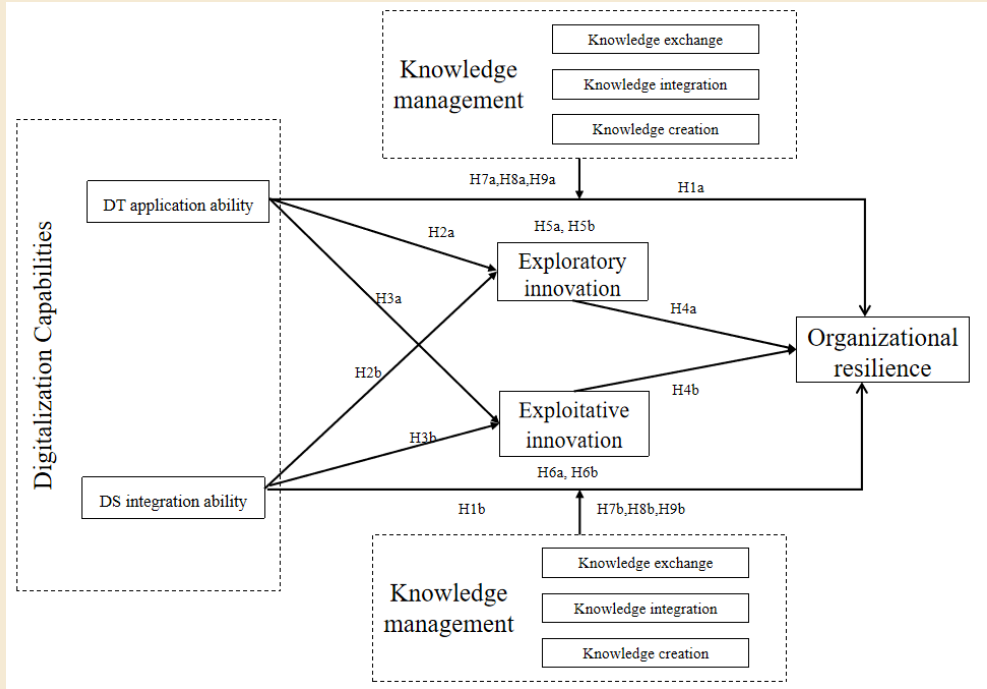 Knowledge
management
Knowledge exchange
Knowledge integration
Knowledge creation
H7a,H8a,H9a
H1a
Digitalization Capabilities
DT application ability
H2a
H5a, H5b
Exploratory
innovation
H3a
H4a
Organizational
resilience
H2b
H4b
Exploitative
innovation
H3b
H6a, H6b
DS integration ability
H1b
H7b,H8b,H9b
Knowledge
management
Knowledge exchange
Knowledge integration
Knowledge creation